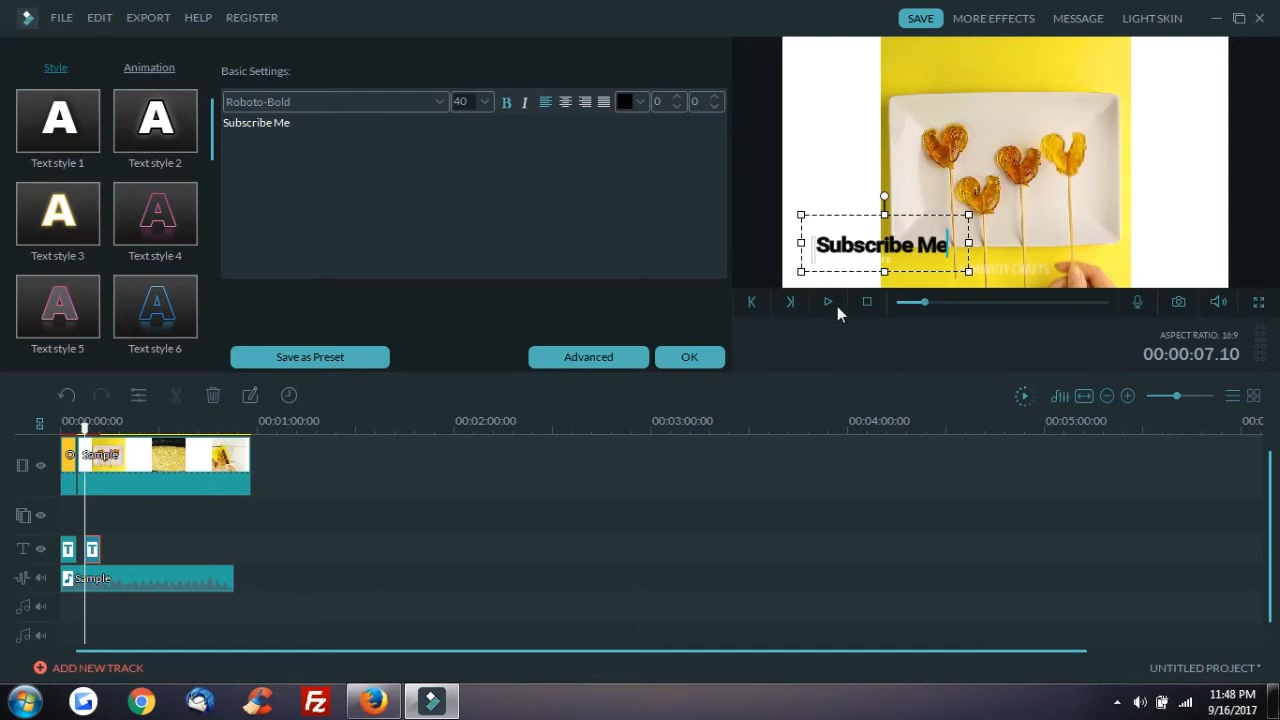 FILE EDIT EXPORT HELP REGISTER SAVE MORE EFFECTS MESSAGE LIGHT SKIN
Style Animation Basic Settings:
Roboto-Bold 40 B I 0 0
Subscribe Me
A A
Text style 1 Text style 2
A A
Text style 3 Text style 4
A A
Text style 5 Text style 6
Subscribe Me
Save as Preset Advanced OK
ASPECT RATIO: 16:9
00:00:07.10
00:00:00:00 00:01:00:00 00:02:00:00 00:03:00:00 00:04:00:00 00:05:00:00
Sample
T T T
Sample
ADD NEW TRACK UNTITLED PROJECT *
Fz
11:48 PM
9/16/2017